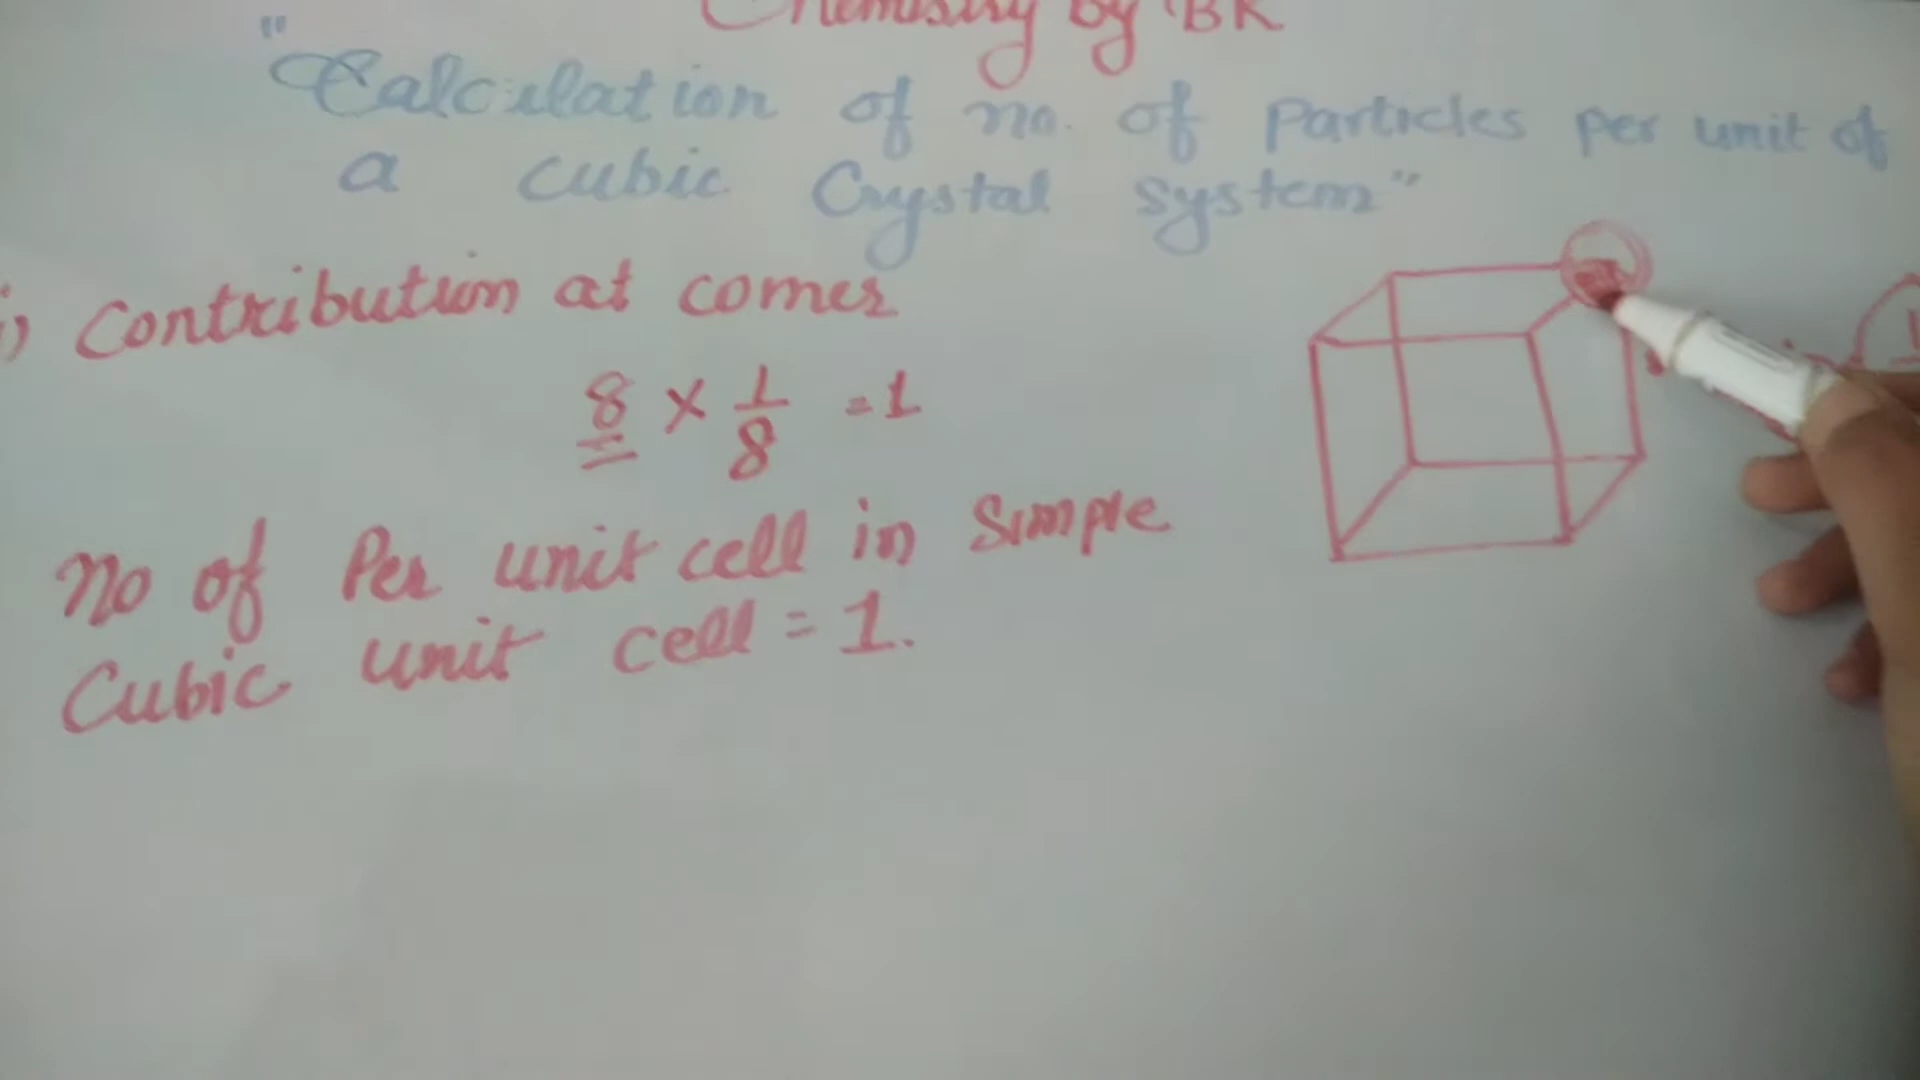 Chemistry by BK
"Calculation of no. of Particles per unit of
a cubic Crystal system"
i) Contribution at corner
8 × 1/8 = 1
No of Per unit cell in Simple
Cubic unit cell = 1.